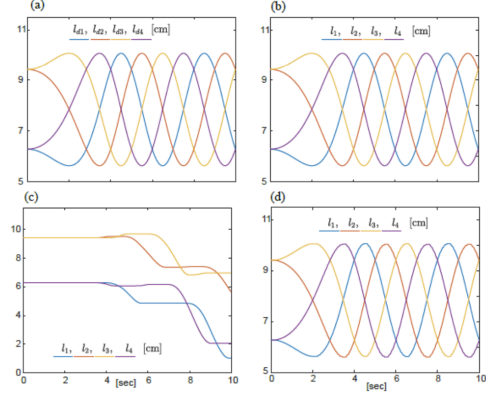 (a)
11
9
7
5
l_d1, l_d2, l_d3, l_d4 [cm]
(b)
11
9
7
5
l_1, l_2, l_3, l_4 [cm]
(c)
10
8
6
4
2
0
l_1, l_2, l_3, l_4 [cm]
0 2 4 6 8 10
[sec]
(d)
11
9
7
5
l_1, l_2, l_3, l_4 [cm]
0 2 4 6 8 10
[sec]